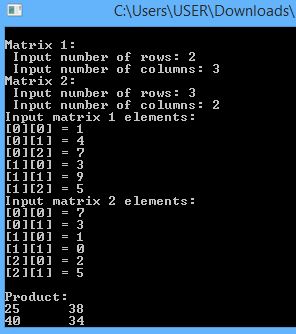 C:\Users\USER\Downloads\
Matrix 1:
 Input number of rows: 2
 Input number of columns: 3
Matrix 2:
 Input number of rows: 3
 Input number of columns: 2
Input matrix 1 elements:
[0][0] = 1
[0][1] = 4
[0][2] = 7
[1][0] = 3
[1][1] = 9
[1][2] = 5
Input matrix 2 elements:
[0][0] = 7
[0][1] = 3
[1][0] = 1
[1][1] = 0
[2][0] = 2
[2][1] = 5
Product:
25      38
40      34